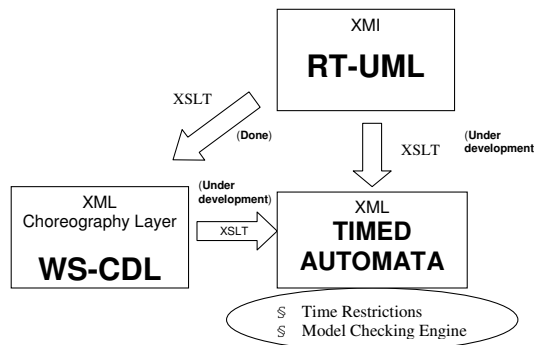 XMI
RT-UML
XSLT
(Done)
XSLT
(Under
development
XML
Choreography Layer
WS-CDL
(Under
development)
XSLT
XML
TIMED
AUTOMATA
§ Time Restrictions
§ Model Checking Engine